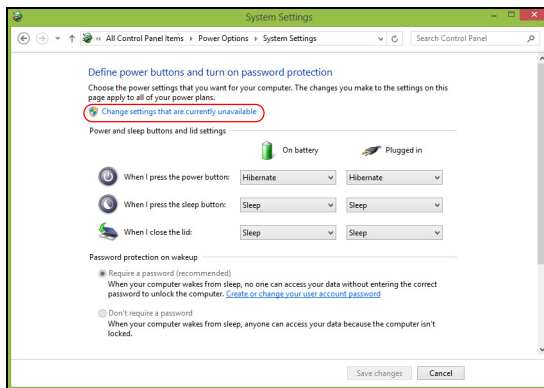 System Settings
« All Control Panel Items › Power Options › System Settings
Search Control Panel
Define power buttons and turn on password protection
Choose the power settings that you want for your computer. The changes you make to the settings on this
page apply to all of your power plans.
Change settings that are currently unavailable
Power and sleep buttons and lid settings
On battery Plugged in
When I press the power button: Hibernate Hibernate
When I press the sleep button: Sleep Sleep
When I close the lid: Sleep Sleep
Password protection on wakeup
Require a password (recommended)
When your computer wakes from sleep, no one can access your data without entering the correct
password to unlock the computer. Create or change your user account password
Don't require a password
When your computer wakes from sleep, anyone can access your data because the computer isn't
locked.
Save changes Cancel